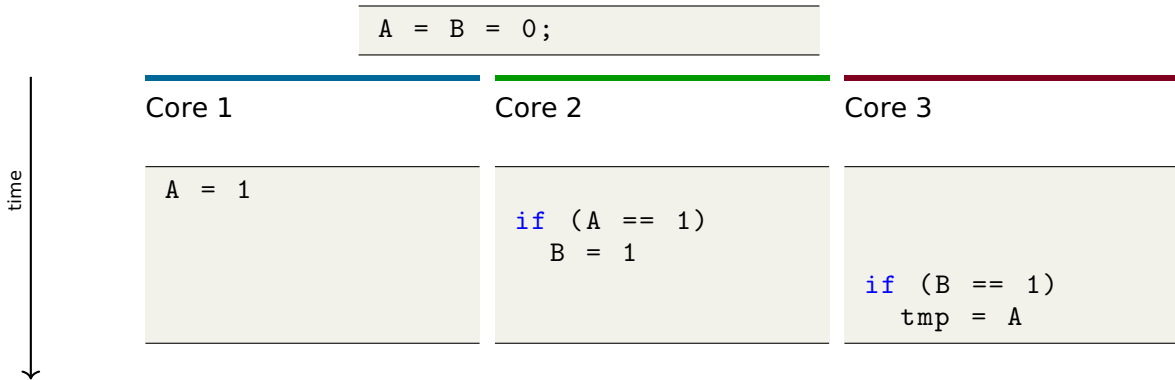 A = B = 0;
Core 1
Core 2
Core 3
time
A = 1
if (A == 1)
B = 1
if (B == 1)
tmp = A